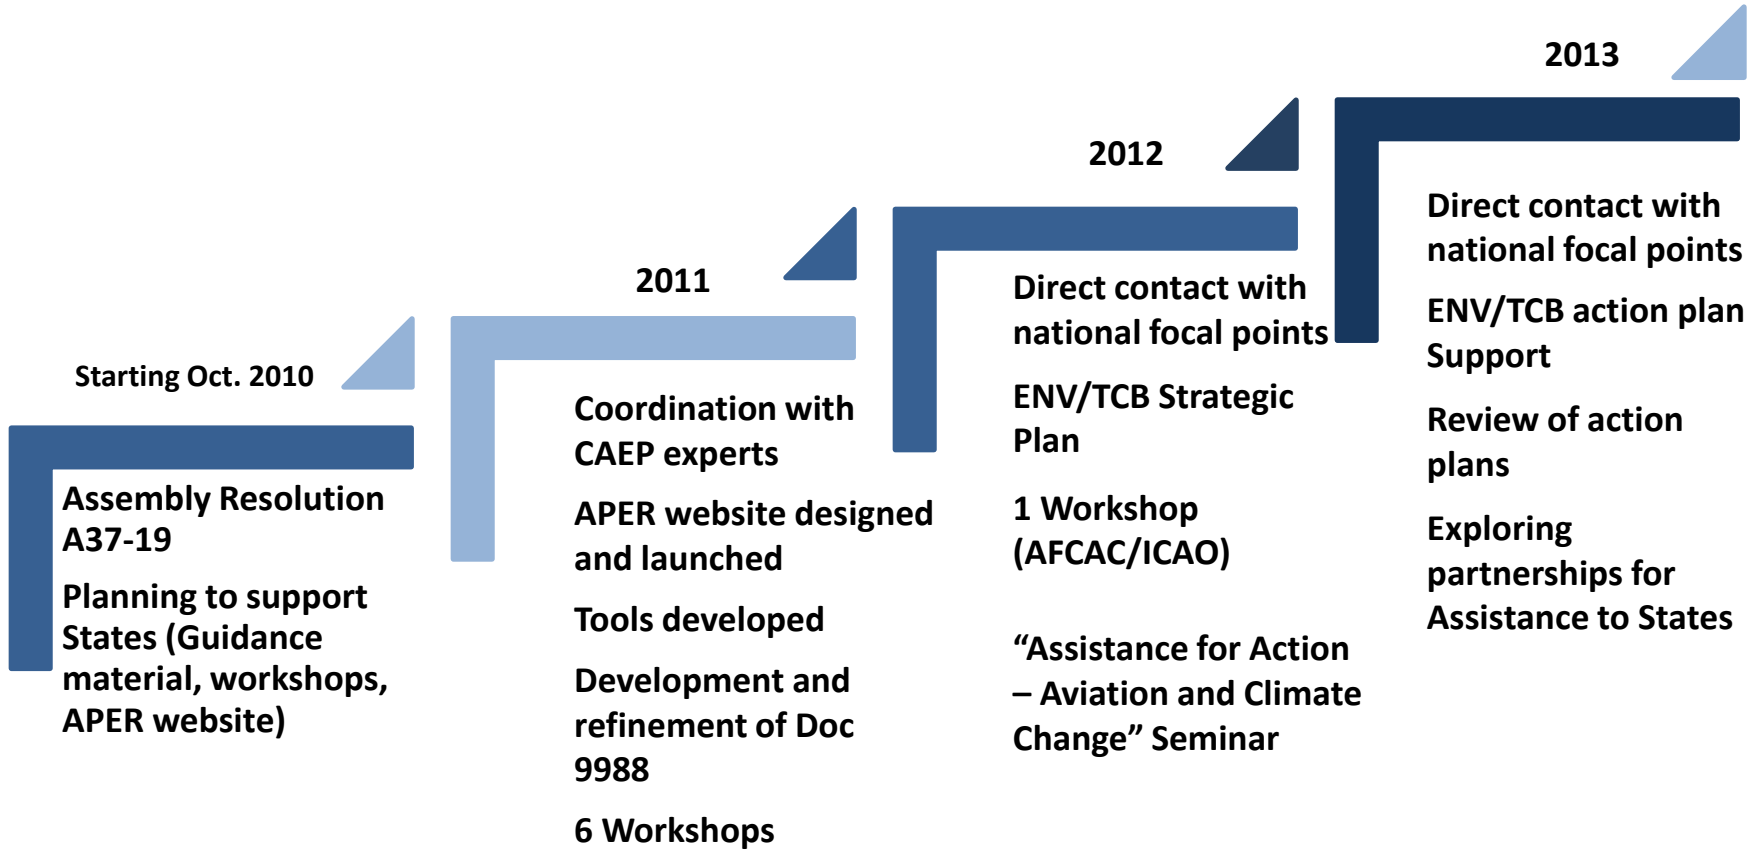 Starting Oct. 2010
Assembly Resolution
A37-19
Planning to support
States (Guidance
material, workshops,
APER website)
2011
Coordination with
CAEP experts
APER website designed
and launched
Tools developed
Development and
refinement of Doc
9988
6 Workshops
2012
Direct contact with
national focal points
ENV/TCB Strategic
Plan
1 Workshop
(AFCAC/ICAO)
“Assistance for Action
– Aviation and Climate
Change” Seminar
2013
Direct contact with
national focal points
ENV/TCB action plan
Support
Review of action
plans
Exploring
partnerships for
Assistance to States